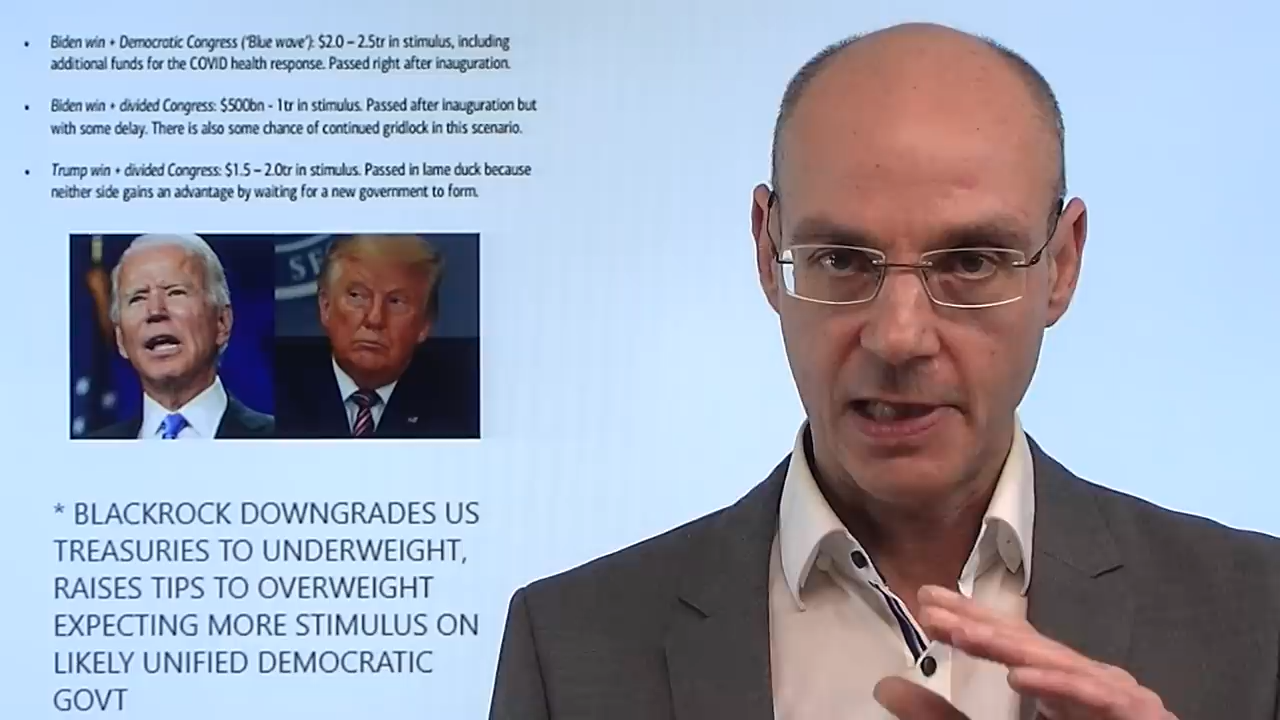 • Biden win + Democratic Congress ('Blue wave'): $2.0 – 2.5tr in stimulus, including
additional funds for the COVID health response. Passed right after inauguration.
• Biden win + divided Congress: $500bn - 1tr in stimulus. Passed after inauguration but
with some delay. There is also some chance of continued gridlock in this scenario.
• Trump win + divided Congress: $1.5 – 2.0tr in stimulus. Passed in lame duck because
neither side gains an advantage by waiting for a new government to form.
SE
* BLACKROCK DOWNGRADES US
TREASURIES TO UNDERWEIGHT,
RAISES TIPS TO OVERWEIGHT
EXPECTING MORE STIMULUS ON
LIKELY UNIFIED DEMOCRATIC
GOVT